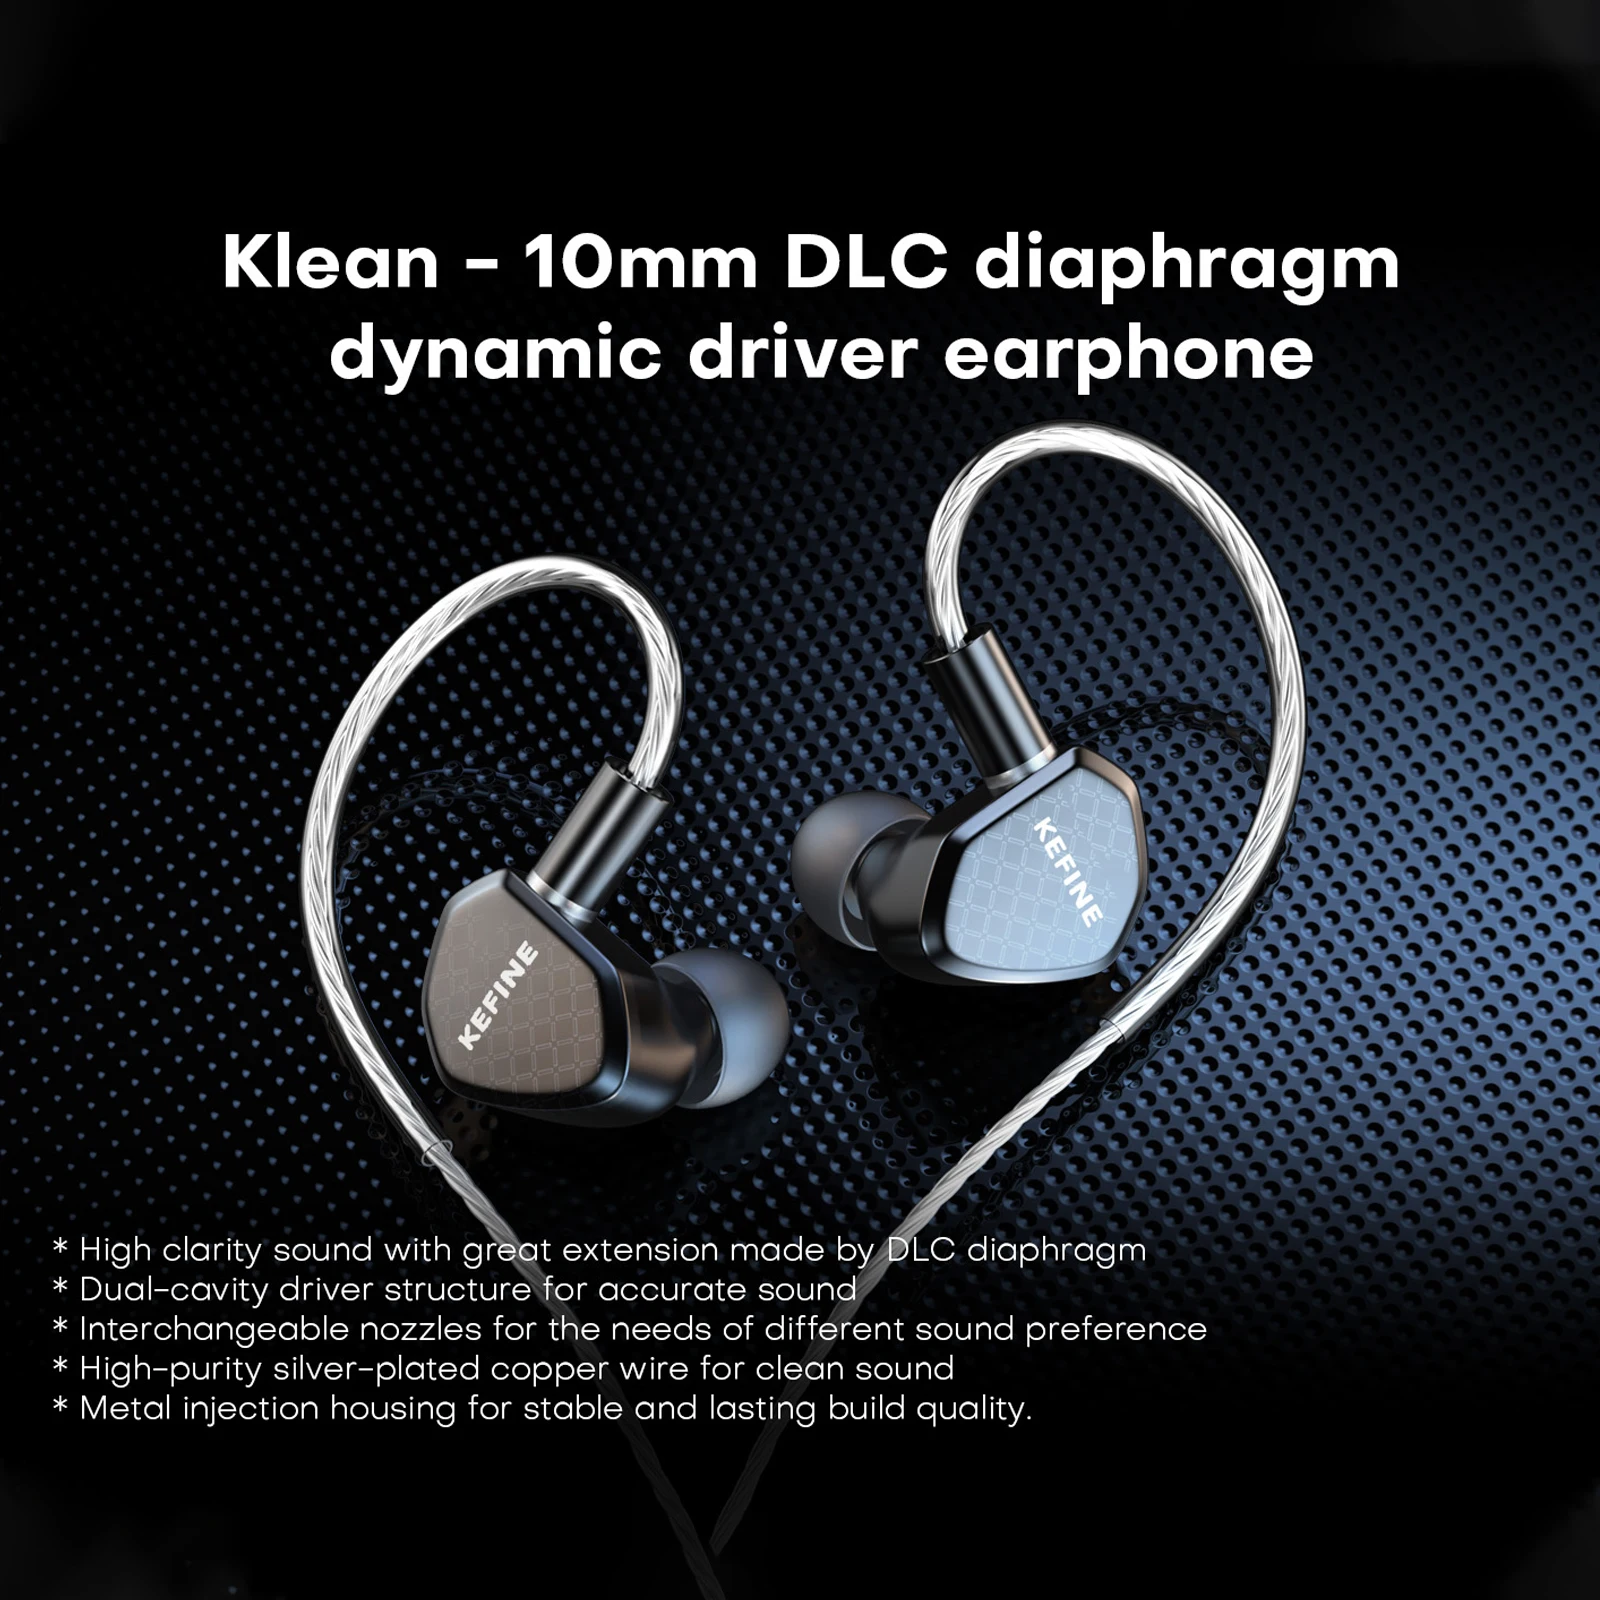 Klean - 10mm DLC diaphragm
dynamic driver earphone
KEFINE
KEFINE
* High clarity sound with great extension made by DLC diaphragm
* Dual-cavity driver structure for accurate sound
* Interchangeable nozzles for the needs of different sound preference
* High-purity silver-plated copper wire for clean sound
* Metal injection housing for stable and lasting build quality.